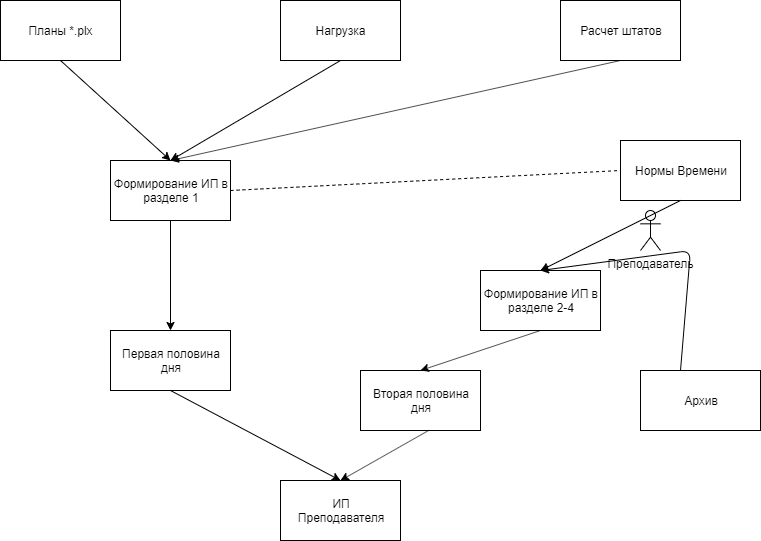 Планы *.plx
Нагрузка
Расчет штатов
Формирование ИП в
разделе 1
Нормы Времени
Преподаватель
Формирование ИП в
разделе 2-4
Первая половина
дня
Вторая половина
дня
Архив
ИП
Преподавателя